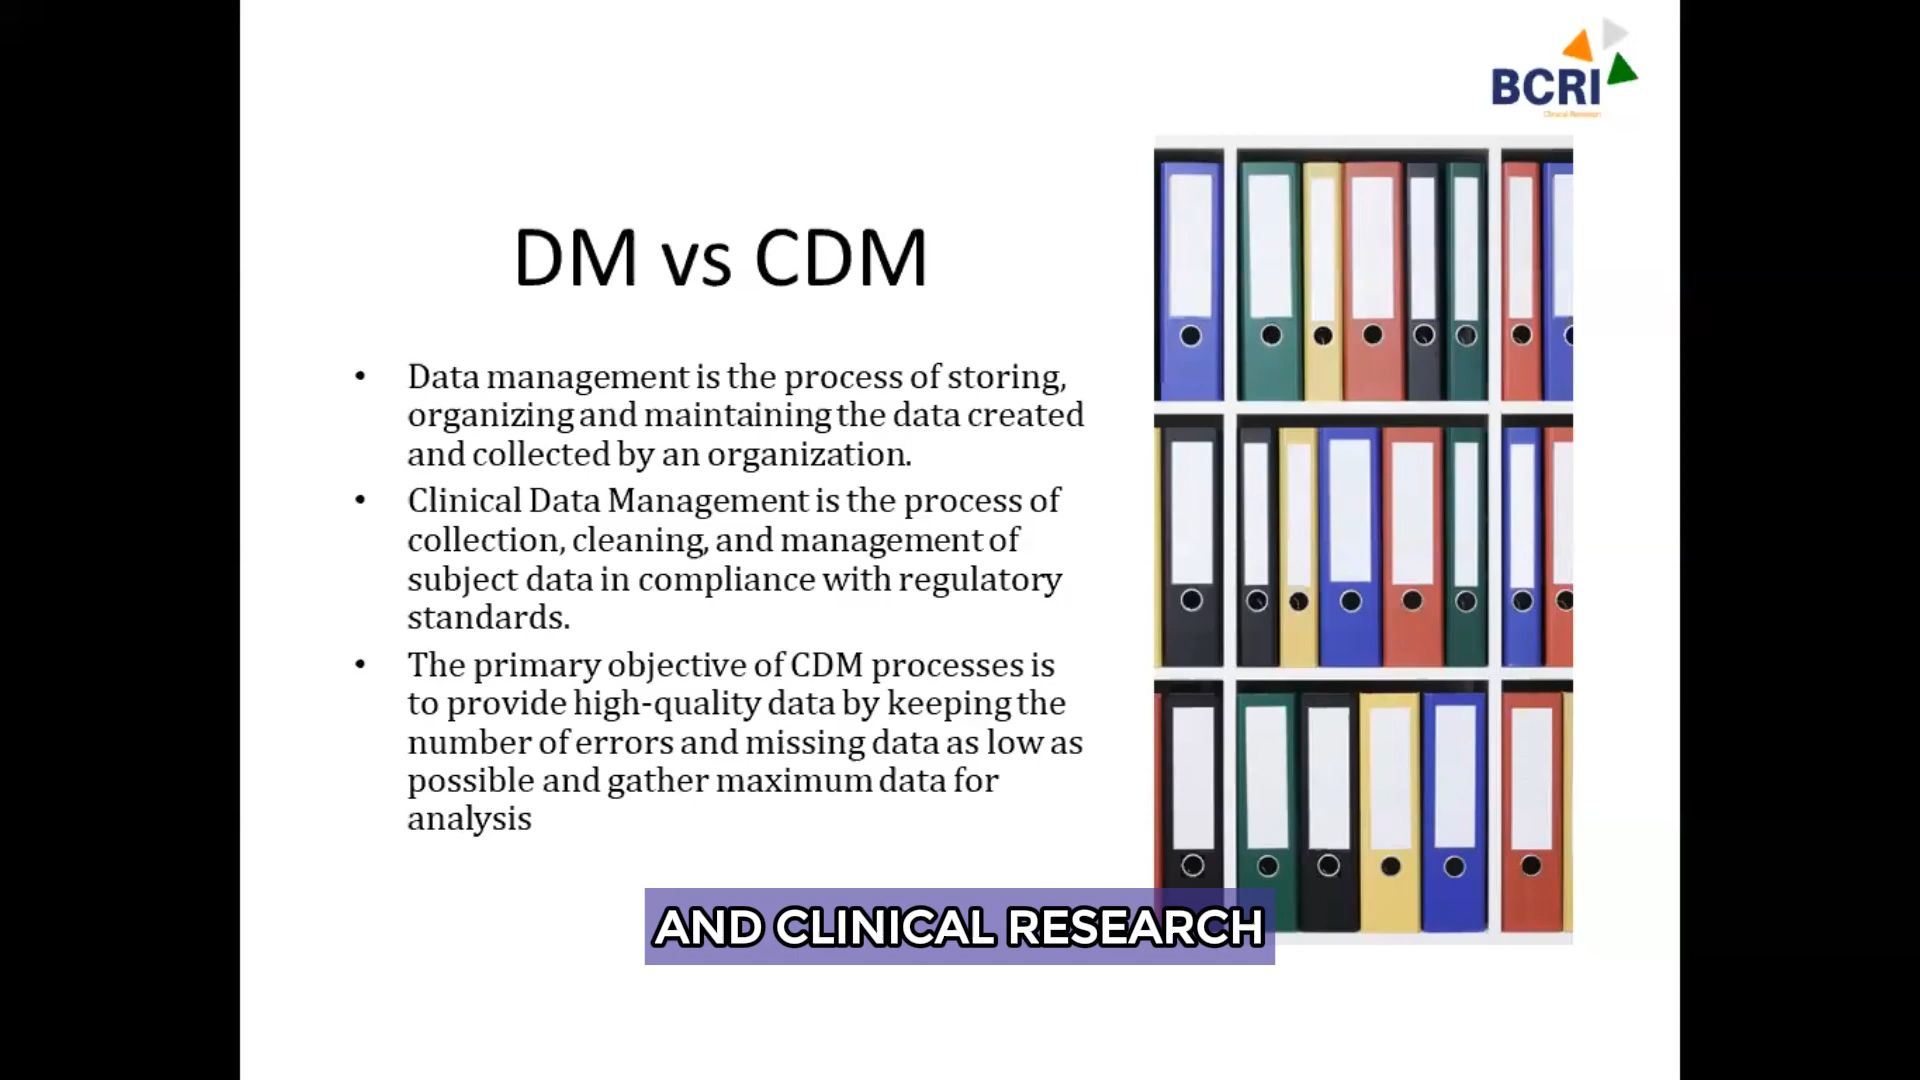 BCRI
Clinical Research
DM vs CDM
• Data management is the process of storing,
organizing and maintaining the data created
and collected by an organization.
• Clinical Data Management is the process of
collection, cleaning, and management of
subject data in compliance with regulatory
standards.
• The primary objective of CDM processes is
to provide high-quality data by keeping the
number of errors and missing data as low as
possible and gather maximum data for
analysis
AND CLINICAL RESEARCH